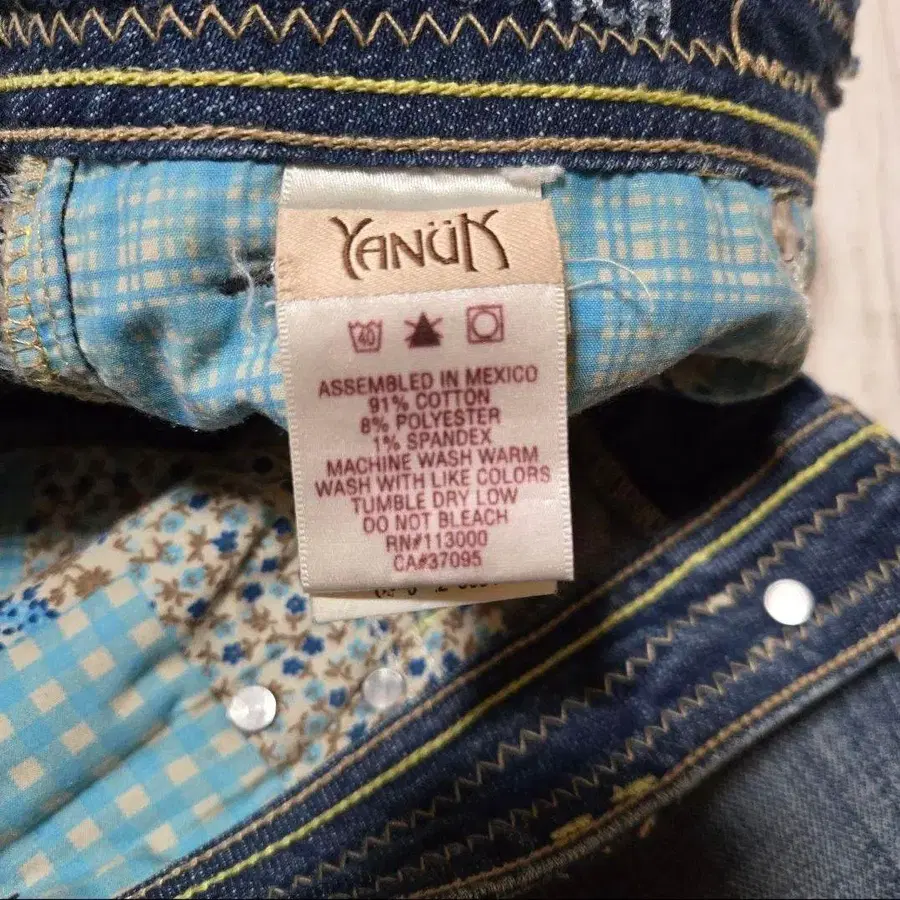 YANÜK
40
ASSEMBLED IN MEXICO
91% COTTON
8% POLYESTER
1% SPANDEX
MACHINE WASH WARM
WASH WITH LIKE COLORS
TUMBLE DRY LOW
DO NOT BLEACH
RN#113000
CA#37095